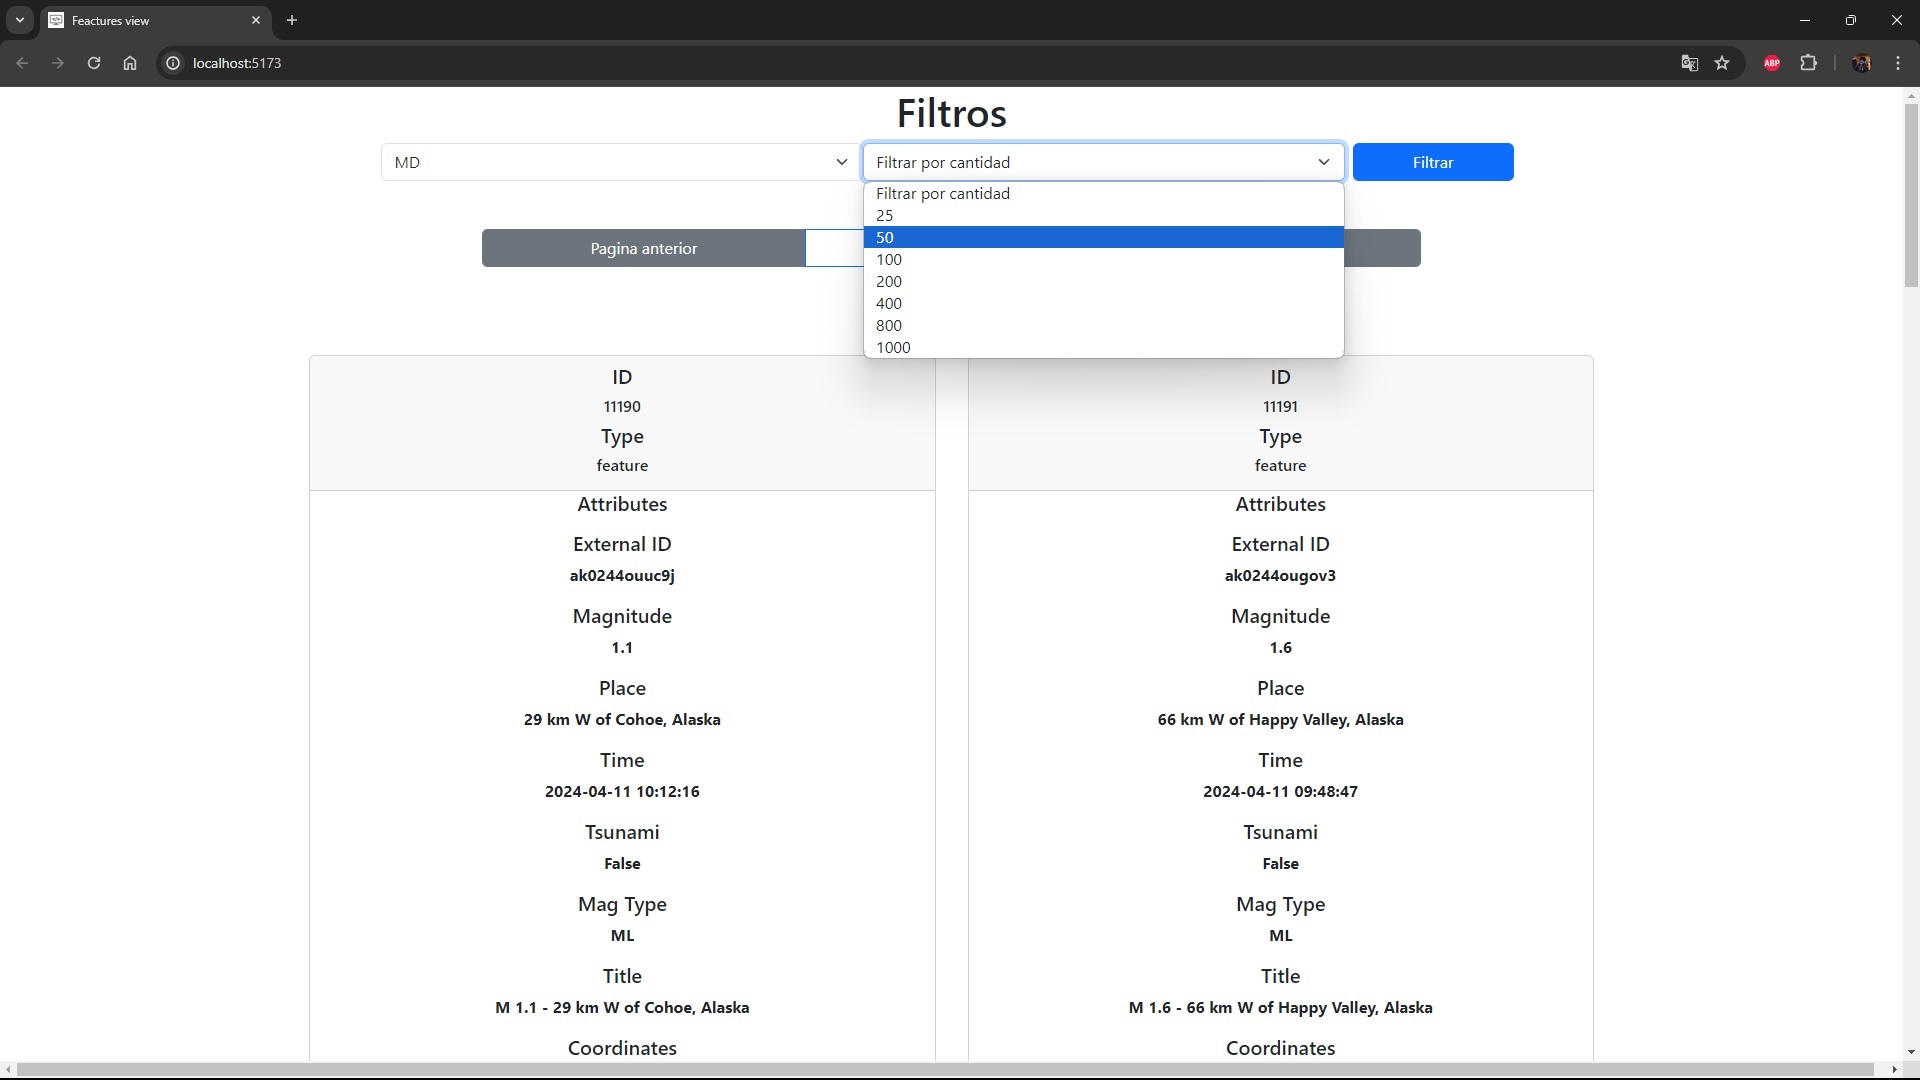 Feactures view
localhost:5173
ABP
Filtros
MD
Filtrar por cantidad
Filtrar
Filtrar por cantidad
25
50
100
200
400
800
1000
Pagina anterior
ID
11190
Type
feature
Attributes
External ID
ak0244ouuc9j
Magnitude
1.1
Place
29 km W of Cohoe, Alaska
Time
2024-04-11 10:12:16
Tsunami
False
Mag Type
ML
Title
M 1.1 - 29 km W of Cohoe, Alaska
Coordinates
ID
11191
Type
feature
Attributes
External ID
ak0244ougov3
Magnitude
1.6
Place
66 km W of Happy Valley, Alaska
Time
2024-04-11 09:48:47
Tsunami
False
Mag Type
ML
Title
M 1.6 - 66 km W of Happy Valley, Alaska
Coordinates